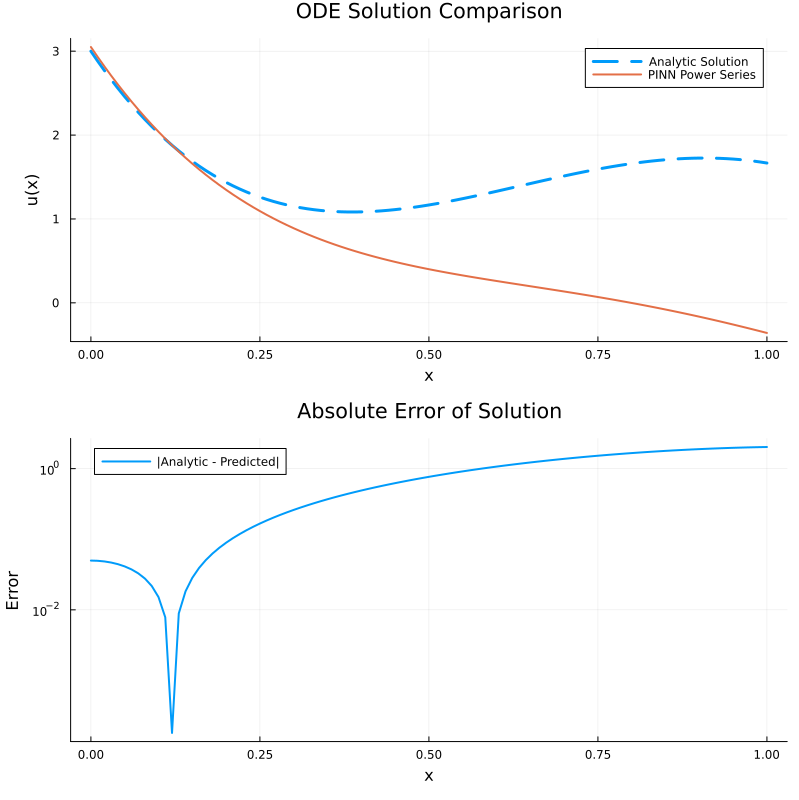 ODE Solution Comparison
3
2
1
0
u(x)
Analytic Solution
PINN Power Series
0.00 0.25 0.50 0.75 1.00
x
Absolute Error of Solution
|Analytic - Predicted|
10⁰
10⁻²
Error
0.00 0.25 0.50 0.75 1.00
x